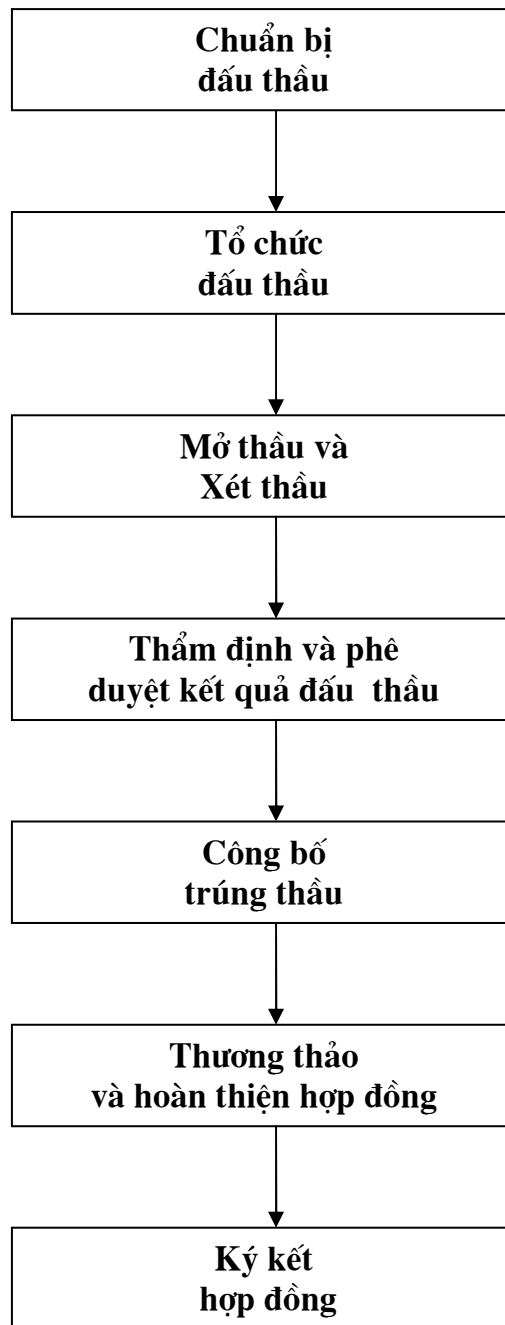 Chuẩn bị
đấu thầu
Tổ chức
đấu thầu
Mở thầu và
Xét thầu
Thẩm định và phê
duyệt kết quả đấu thầu
Công bố
trúng thầu
Thương thảo
và hoàn thiện hợp đồng
Ký kết
hợp đồng